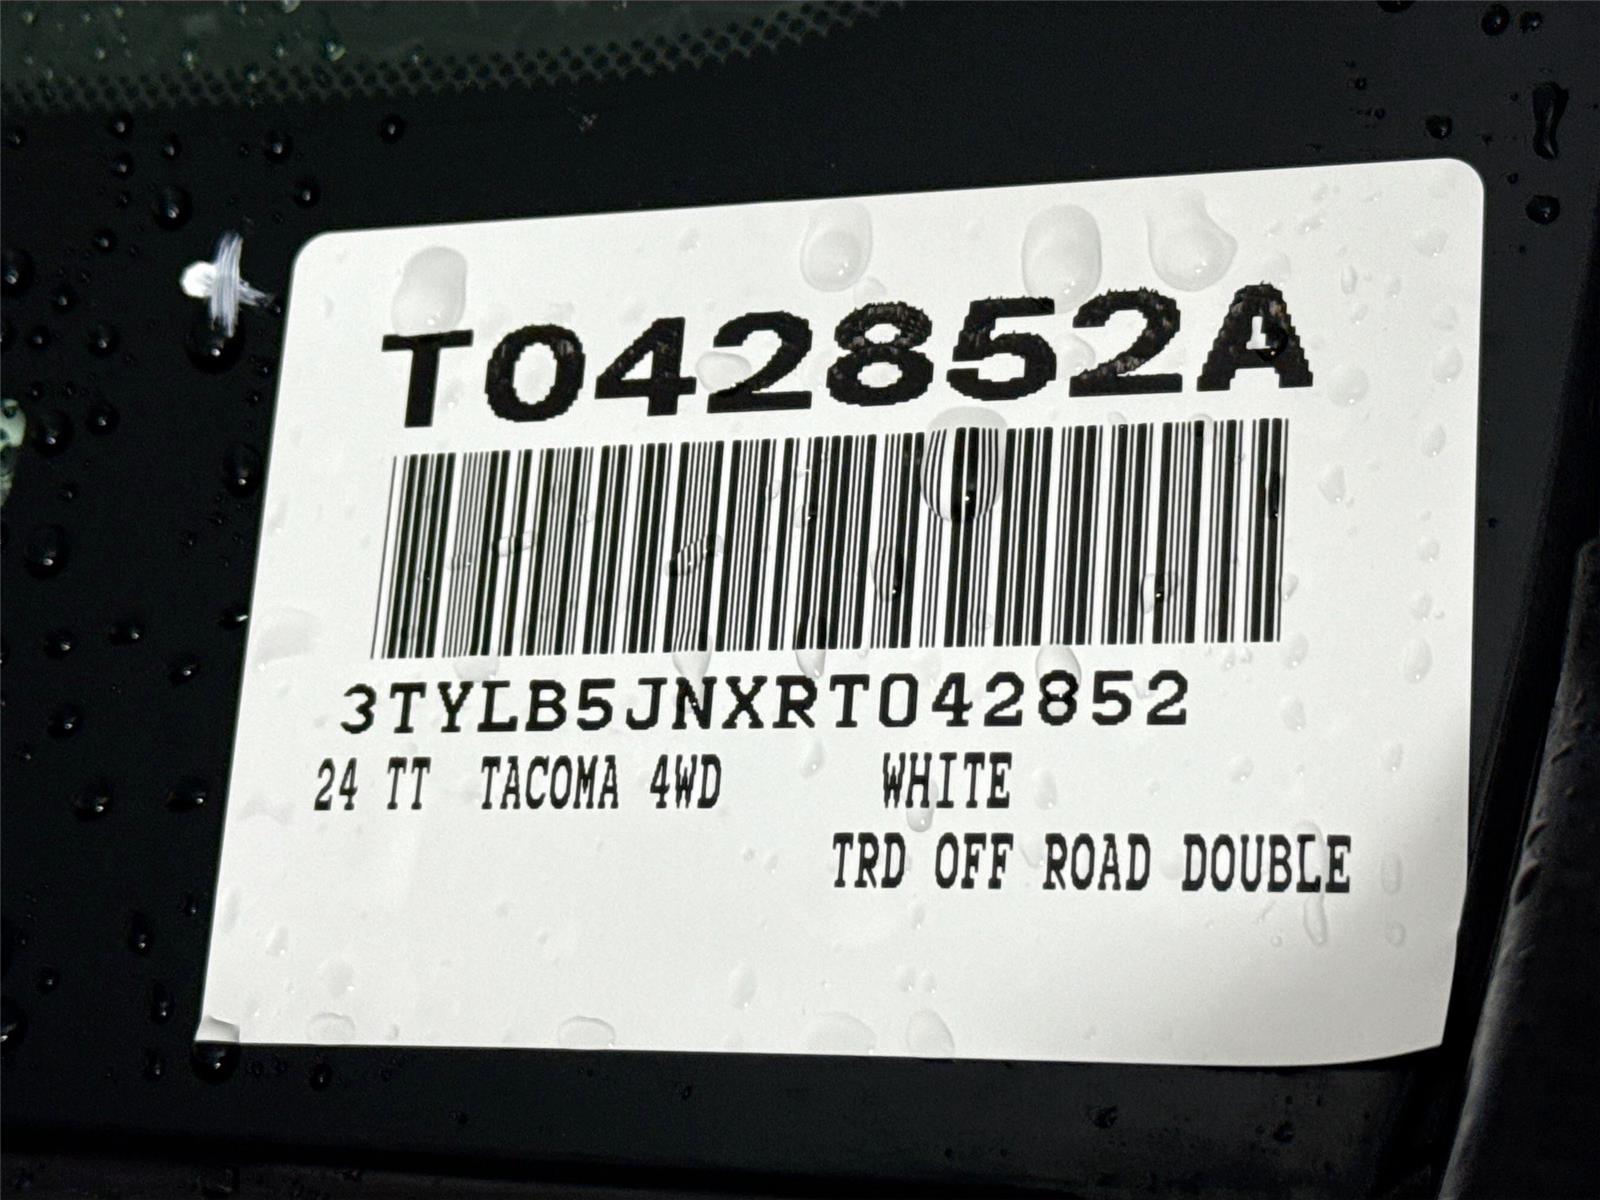 T042852A
3TYLB5JNXRT042852
24 TT TACOMA 4WD WHITE
TRD OFF ROAD DOUBLE